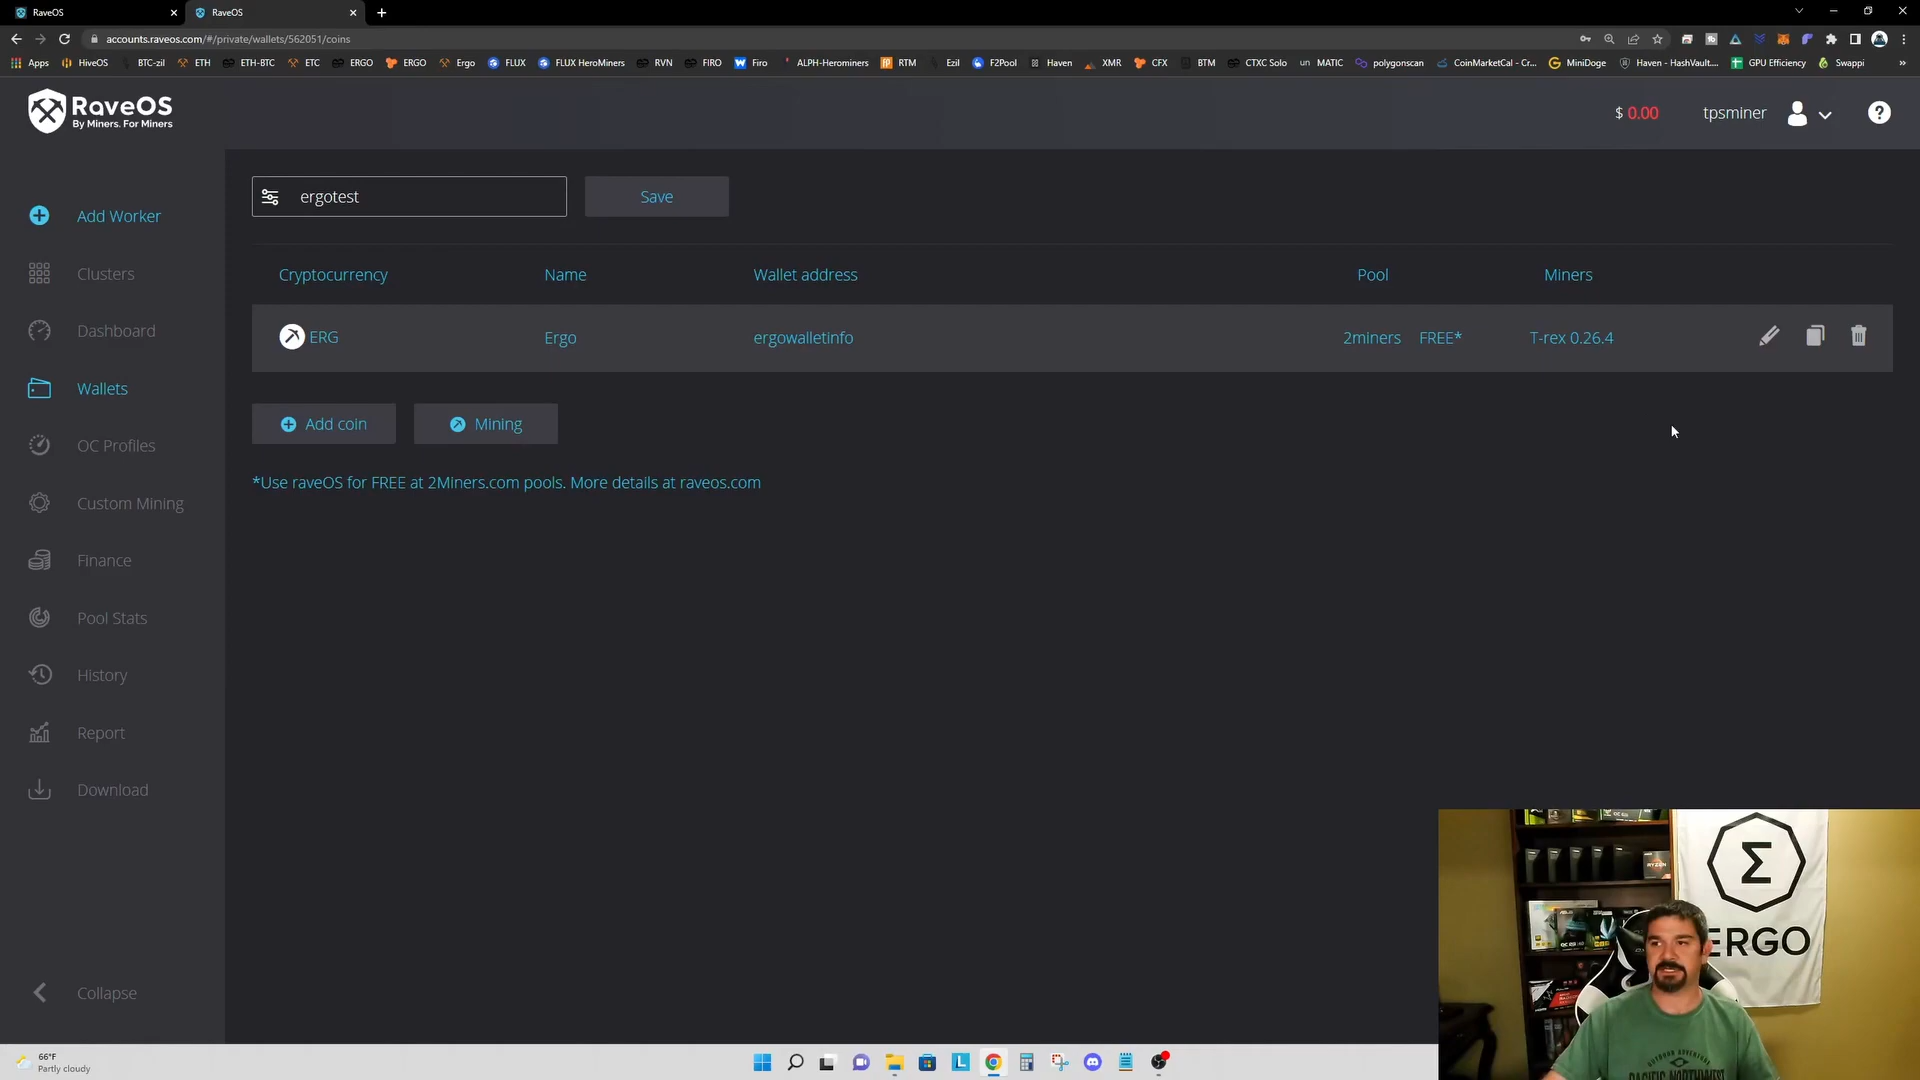 RaveOS
RaveOS
accounts.raveos.com/#/private/wallets/562051/coins
Apps HiveOS BTC-zil ETH ETH-BTC ETC ERGO ERGO Ergo FLUX FLUX HeroMiners RVN FIRO Firo ALPH-Herominers RTM Ezil F2Pool Haven XMR CFX BTM CTXC Solo MATIC polygonscan CoinMarketCal - Cr... MiniDoge Haven - HashVault.... GPU Efficiency Swappi »
RaveOS
By Miners. For Miners
$ 0.00 tpsminer ?
Add Worker
Clusters
Dashboard
Wallets
OC Profiles
Custom Mining
Finance
Pool Stats
History
Report
Download
Collapse
ergotest Save
Cryptocurrency Name Wallet address Pool Miners
ERG Ergo ergowalletinfo 2miners FREE* T-rex 0.26.4
Add coin Mining
*Use raveOS for FREE at 2Miners.com pools. More details at raveos.com
Σ
ERGO
RYZEN
OUTDOOR ADVENTURE
PACIFIC NORTHWEST
66°F
Partly cloudy